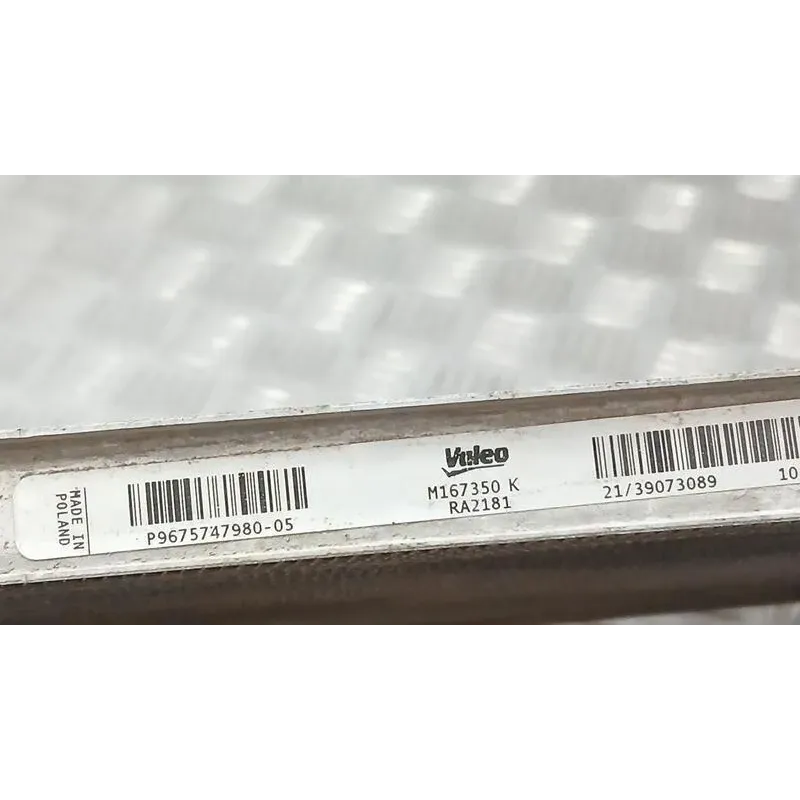 MADE IN
POLAND
P9675747980-05
Valeo
M167350 K
RA2181
21/39073089
10